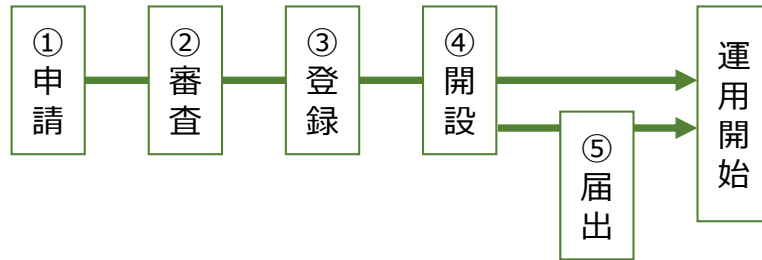 ①申請
②審査
③登録
④開設
⑤届出
運用開始